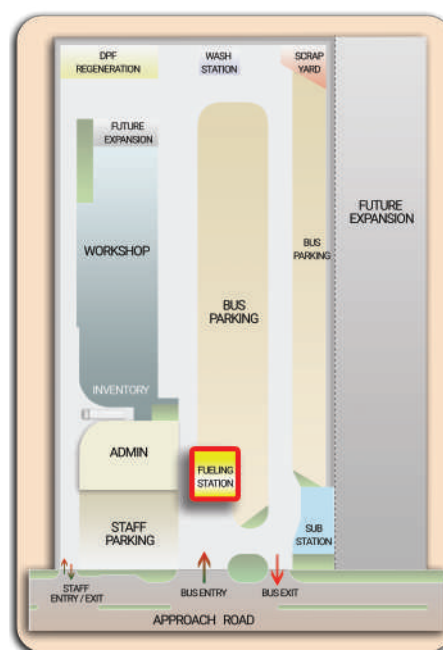 DPF
REGENERATION
WASH
STATION
SCRAP
YARD
FUTURE
EXPANSION
WORKSHOP
INVENTORY
ADMIN
STAFF
PARKING
BUS
PARKING
FUELING
STATION
BUS
PARKING
SUB
STATION
FUTURE
EXPANSION
STAFF
ENTRY / EXIT
BUS ENTRY
BUS EXIT
APPROACH ROAD